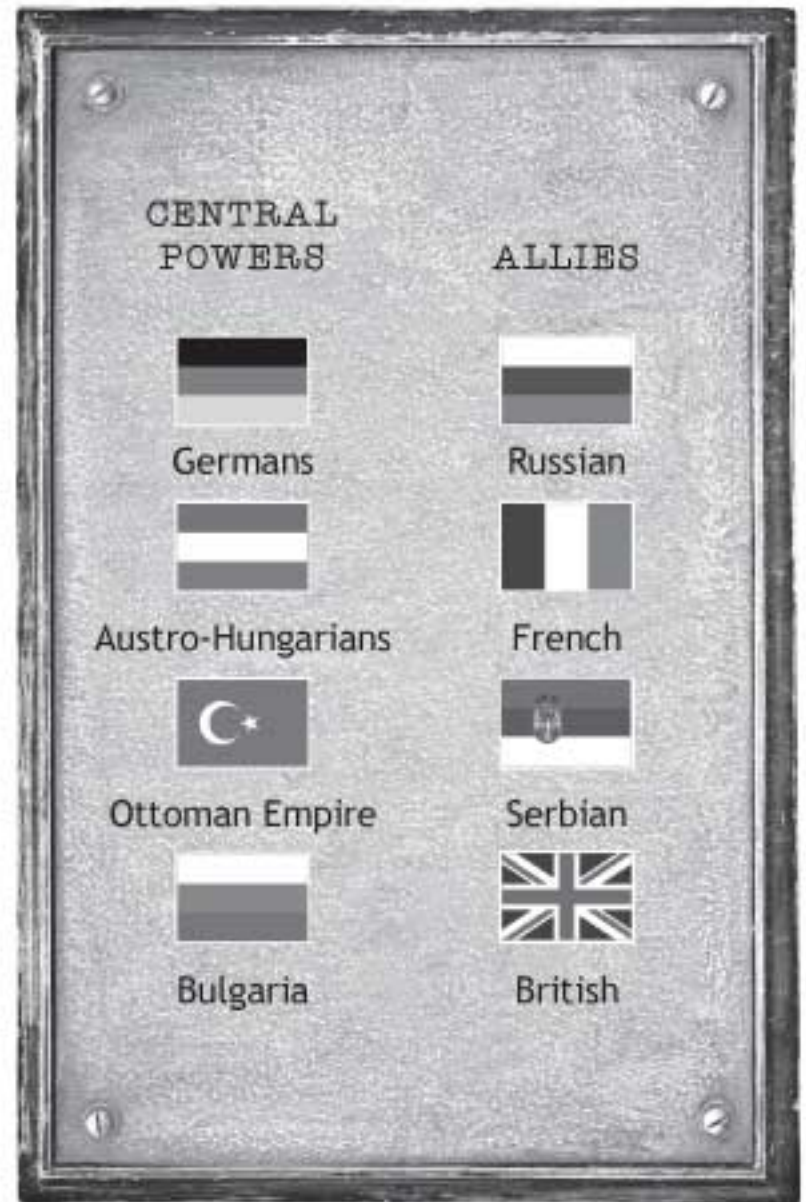 CENTRAL
POWERS
Germans
Austro-Hungarians
Ottoman Empire
Bulgaria
ALLIES
Russian
French
Serbian
British